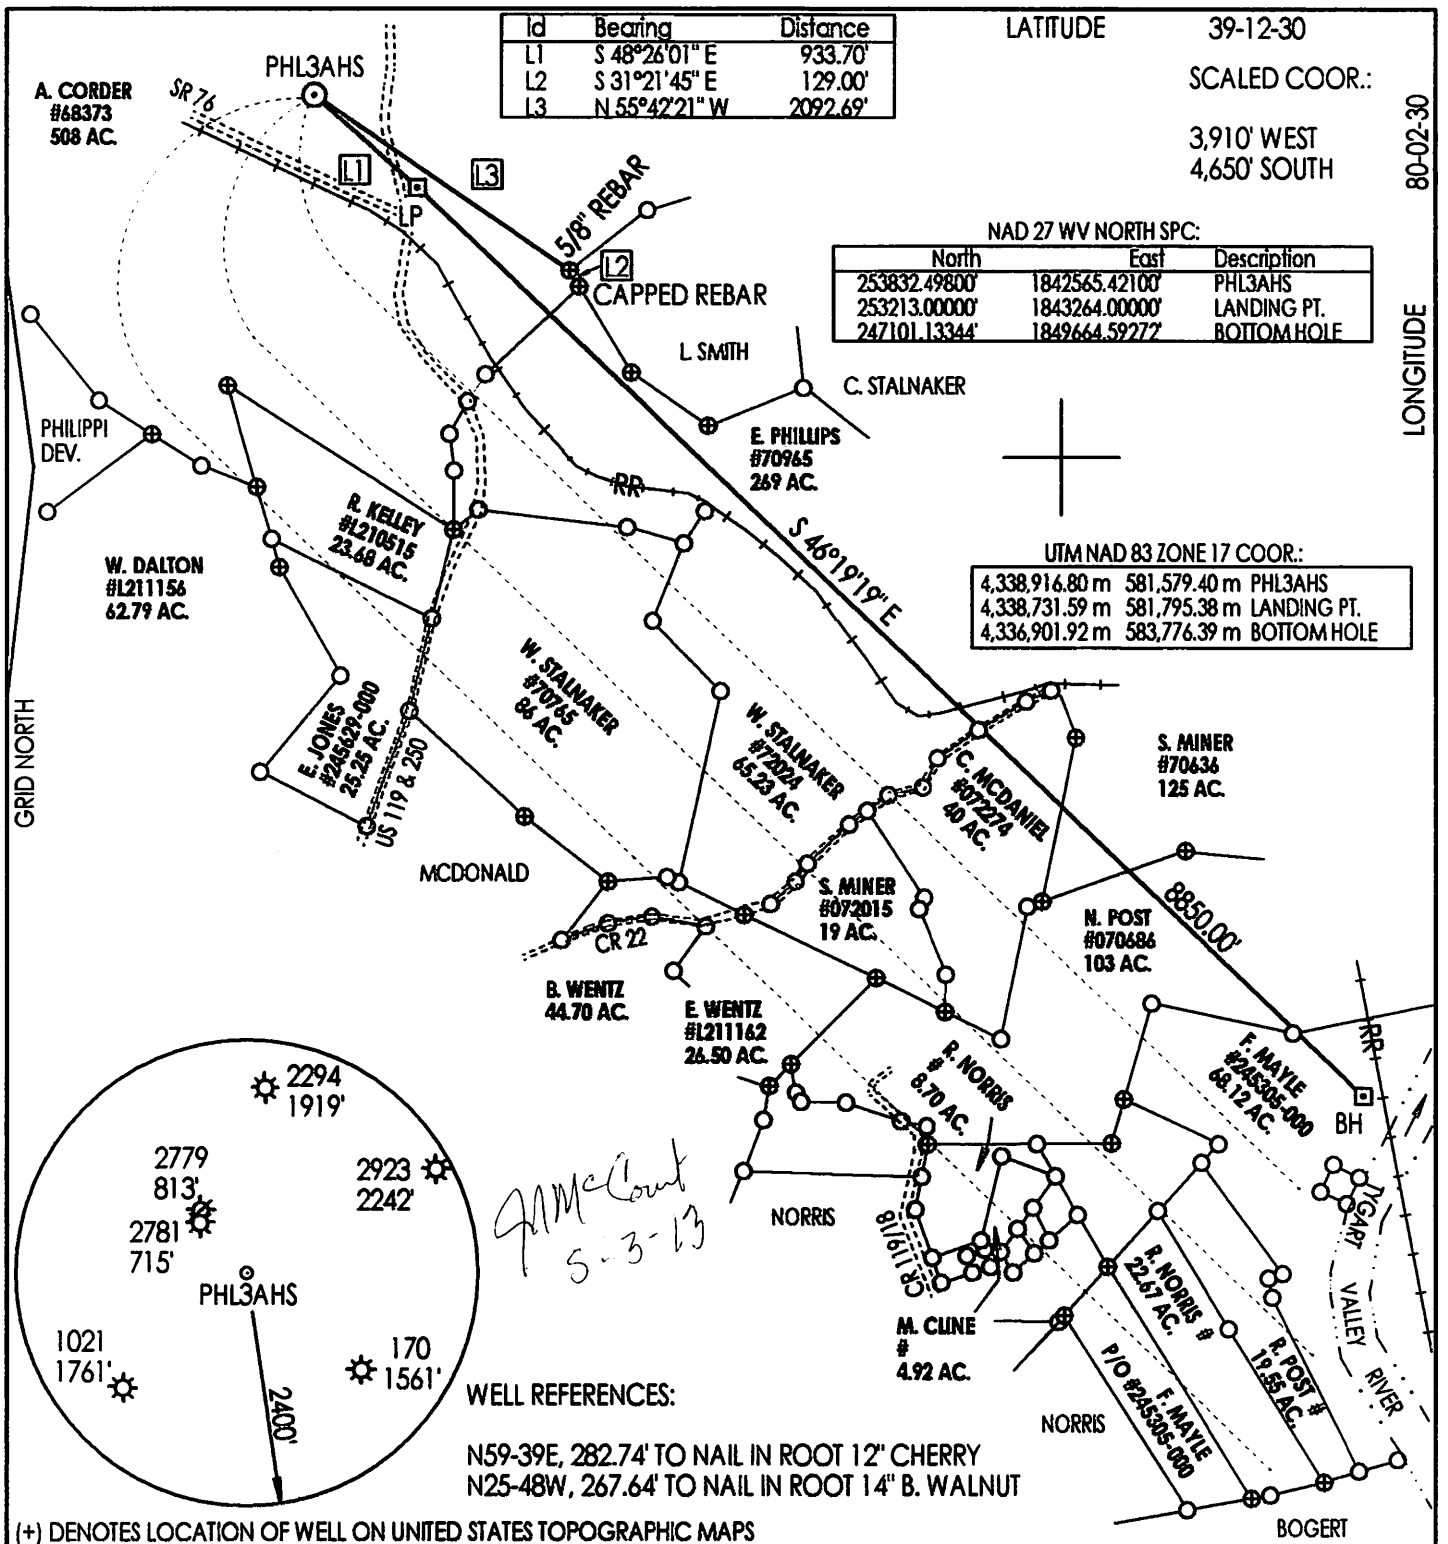 Id Bearing Distance
L1 S 48°26'01" E 933.70'
L2 S 31°21'45" E 129.00'
L3 N 55°42'21" W 2092.69'
LATITUDE 39-12-30
SCALED COOR.:
3,910' WEST
4,650' SOUTH
LONGITUDE 80-02-30
NAD 27 WV NORTH SPC:
North East Description
253832.49800' 1842565.42100' PHL3AHS
253213.00000' 1843264.00000' LANDING PT.
247101.13344' 1849664.59272' BOTTOM HOLE
UTM NAD 83 ZONE 17 COOR.:
4,338,916.80 m 581,579.40 m PHL3AHS
4,338,731.59 m 581,795.38 m LANDING PT.
4,336,901.92 m 583,776.39 m BOTTOM HOLE
A. CORDER
#68373
508 AC.
SR 76
PHL3AHS
L1
L3
LP
5/8" REBAR
L2
CAPPED REBAR
L. SMITH
C. STALNAKER
PHILIPPI
DEV.
E. PHILLIPS
#70965
269 AC.
RR
R. KELLEY
#L210515
23.68 AC.
W. DALTON
#L211156
62.79 AC.
S 46°19'19" E
GRID NORTH
E. JONES
#245629-000
25.25 AC.
US 119 & 250
W. STALNAKER
#70765
86 AC.
W. STALNAKER
#72024
65.23 AC.
C. MCDANIEL
#072274
40 AC.
S. MINER
#70636
125 AC.
MCDONALD
S. MINER
#072015
19 AC.
8850.00'
N. POST
#070686
103 AC.
CR 22
B. WENTZ
44.70 AC.
E. WENTZ
#L211162
26.50 AC.
R. NORRIS
#
8.70 AC.
F. MAYLE
#245305-000
68.12 AC.
RR
BH
2294
1919'
2779
813'
2781
715'
2923
2242'
PHL3AHS
1021
1761'
170
1561'
2400'
5-3-13
NORRIS
CR 119/18
M. CLINE
#
4.92 AC.
R. NORRIS #
22.67 AC.
R. POST #
19.55 AC.
F. MAYLE
P/O #245305-000
NORRIS
TYGART
VALLEY
RIVER
BOGERT
WELL REFERENCES:
N59-39E, 282.74' TO NAIL IN ROOT 12" CHERRY
N25-48W, 267.64' TO NAIL IN ROOT 14" B. WALNUT
(+) DENOTES LOCATION OF WELL ON UNITED STATES TOPOGRAPHIC MAPS